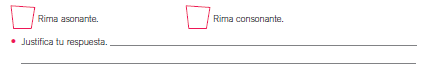 Rima asonante. Rima consonante.
• Justifica tu respuesta.